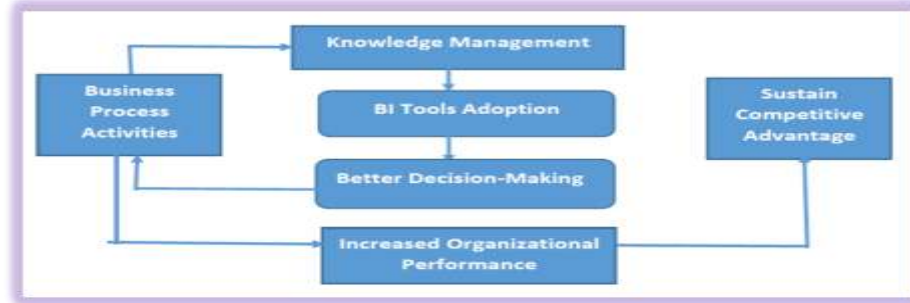 Knowledge Management
Business
Process
Activities
BI Tools Adoption
Sustain
Competitive
Advantage
Better Decision-Making
Increased Organizational
Performance